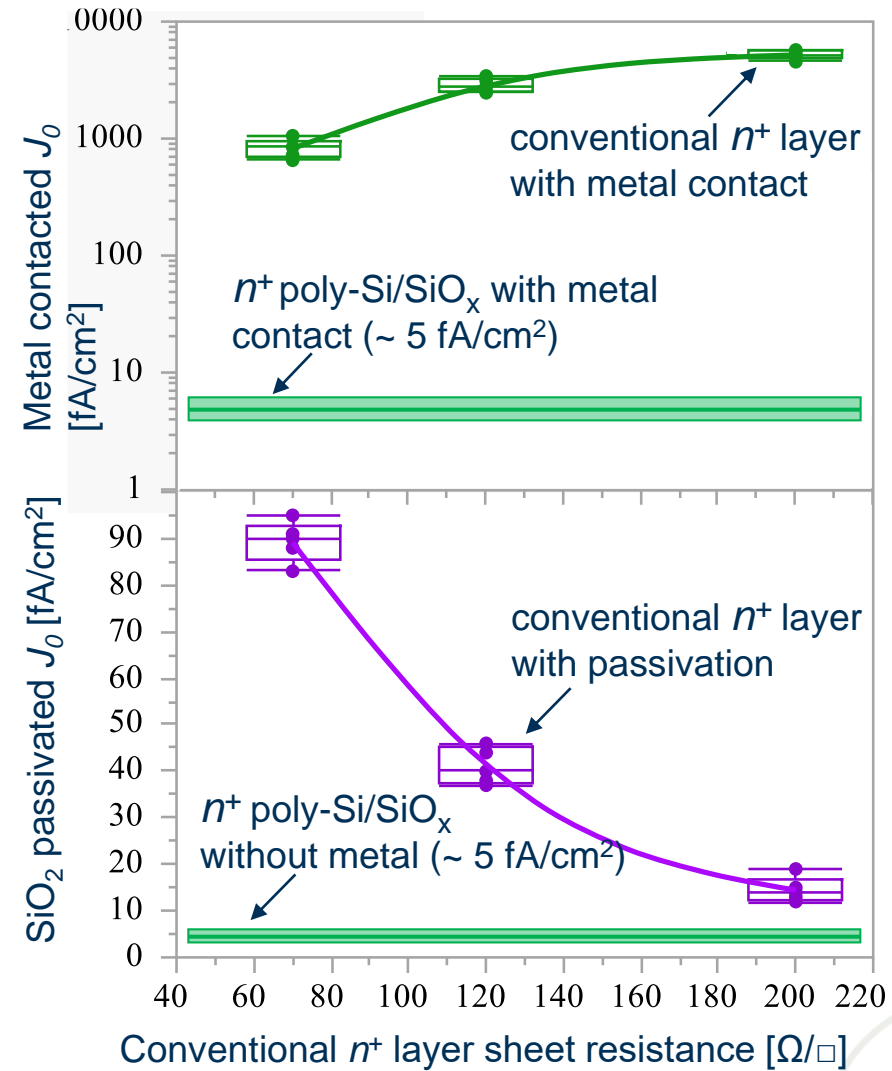 .0000
1000
100
10
1
Metal contacted J₀
[fA/cm²]
conventional n⁺ layer
with metal contact
n⁺ poly-Si/SiOₓ with metal
contact (~ 5 fA/cm²)
90
80
70
60
50
40
30
20
10
0
SiO₂ passivated J₀ [fA/cm²]
conventional n⁺ layer
with passivation
n⁺ poly-Si/SiOₓ
without metal (~ 5 fA/cm²)
40 60 80 100 120 140 160 180 200 220
Conventional n⁺ layer sheet resistance [Ω/□]